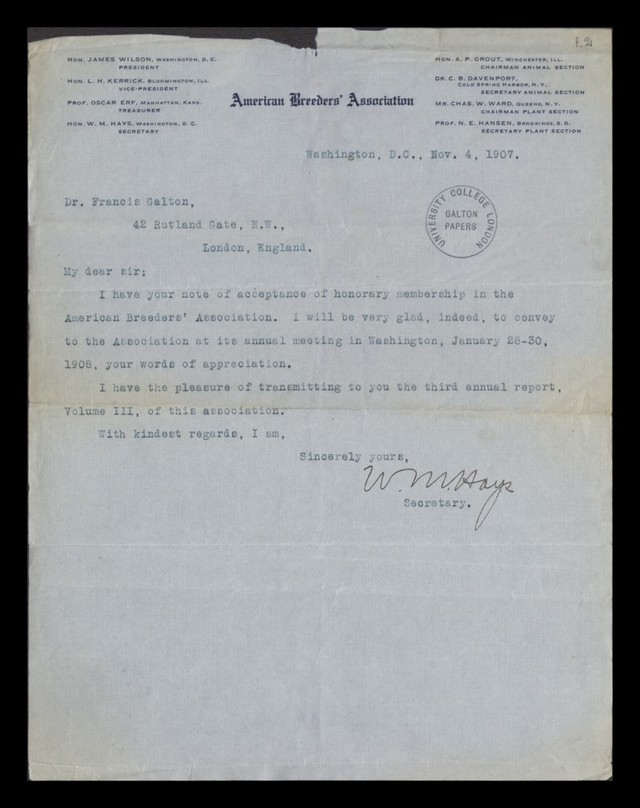 HON. JAMES WILSON, WASHINGTON, D. C.
PRESIDENT
HON. L. H. KERRICK, BLOOMINGTON, ILL.
VICE-PRESIDENT
PROF. OSCAR ERF, MANHATTAN, KANS.
TREASURER
HON. W. M. HAYS, WASHINGTON, D. C.
SECRETARY
American Breeders' Association
HON. A. P. GROUT, WINCHESTER, ILL.
CHAIRMAN ANIMAL SECTION
DR. C. B. DAVENPORT,
COLD SPRING HARBOR, N. Y.,
SECRETARY ANIMAL SECTION
MR. CHAS. W. WARD, QUEENS, N. Y.
CHAIRMAN PLANT SECTION
PROF. N. E. HANSEN, BROOKINGS, S. D.
SECRETARY PLANT SECTION
Washington, D.C., Nov. 4, 1907.
Dr. Francis Galton,
42 Rutland Gate, N.W.,
London, England.
UNIVERSITY COLLEGE LONDON
GALTON
PAPERS
My dear sir;
I have your note of acceptance of honorary membership in the
American Breeders' Association. I will be very glad, indeed, to convey
to the Association at its annual meeting in Washington, January 28-30,
1908, your words of appreciation.
I have the pleasure of transmitting to you the third annual report,
Volume III, of this association.
With kindest regards, I am,
Sincerely yours,
W. M. Hays
Secretary.